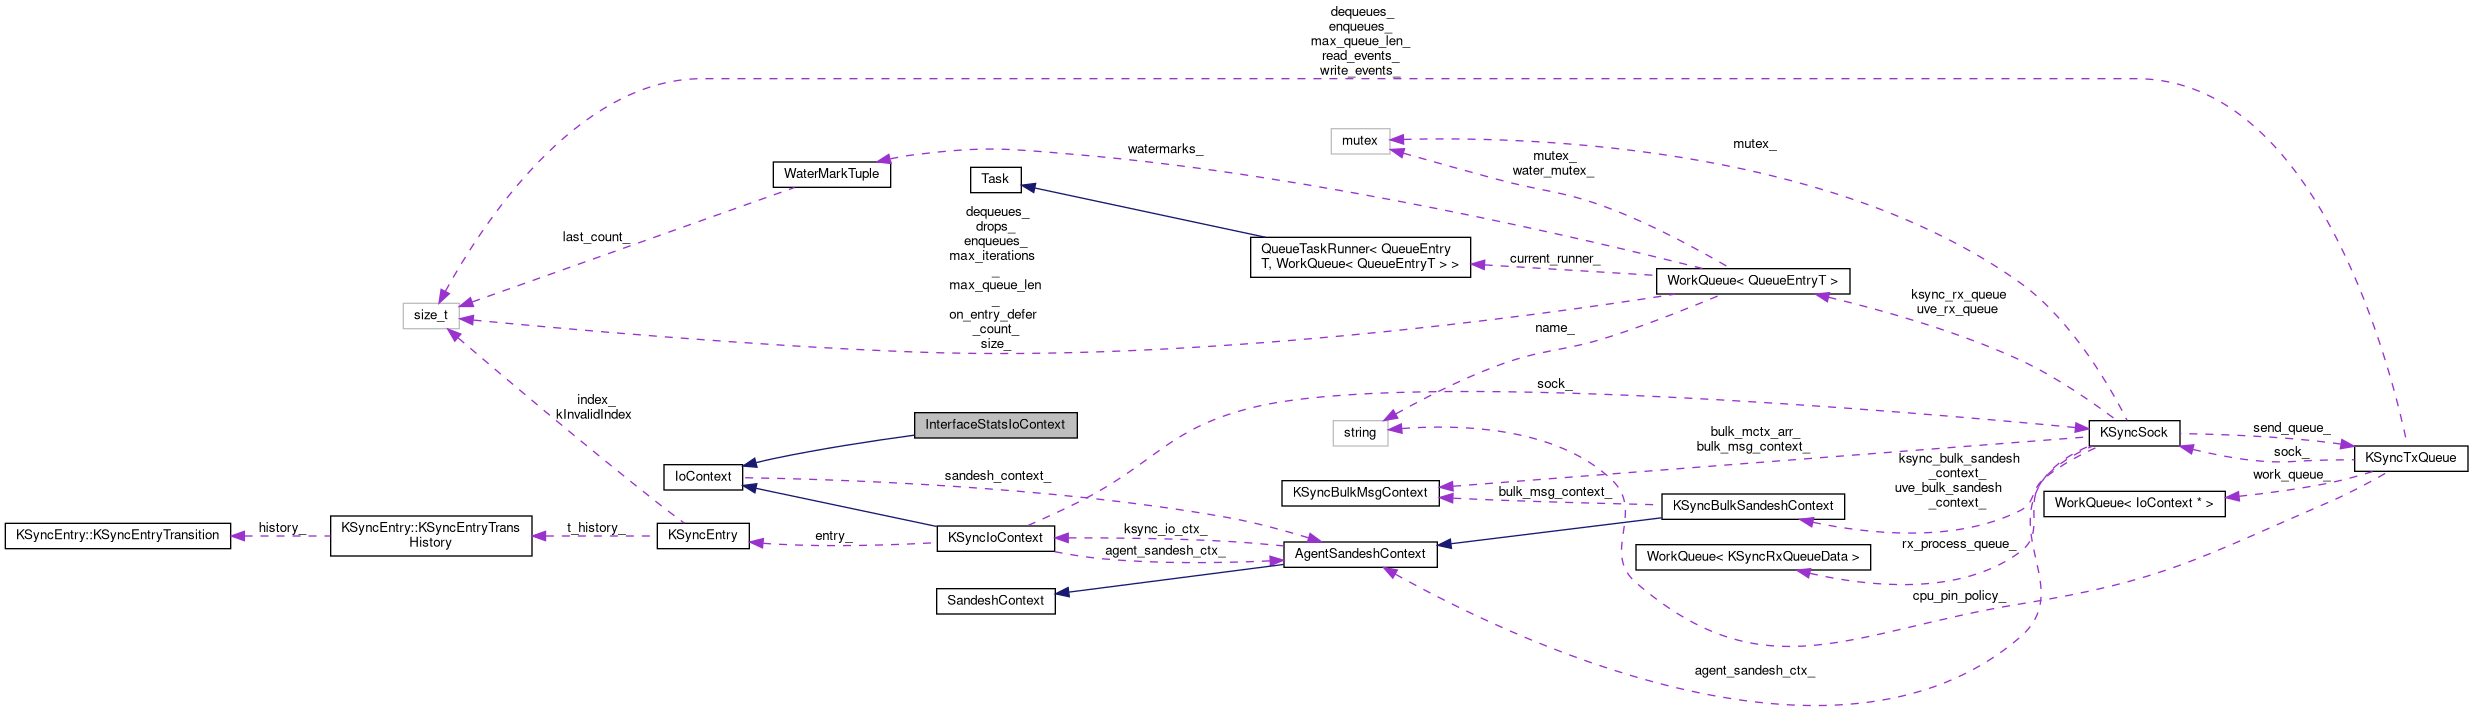 dequeues_
enqueues_
max_queue_len_
read_events_
write_events_
mutex
mutex_
watermarks_
mutex_
water_mutex_
WaterMarkTuple
Task
dequeues_
drops_
enqueues_
max_iterations
_
max_queue_len
_
on_entry_defer
_count_
size_
last_count_
QueueTaskRunner< QueueEntry
T, WorkQueue< QueueEntryT > >
current_runner_
WorkQueue< QueueEntryT >
ksync_rx_queue
uve_rx_queue
size_t
name_
index_
kInvalidIndex
sock_
InterfaceStatsIoContext
string
bulk_mctx_arr_
bulk_msg_context_
KSyncSock
send_queue_
sock_
KSyncTxQueue
work_queue_
IoContext
sandesh_context_
KSyncBulkMsgContext
bulk_msg_context_
KSyncBulkSandeshContext
ksync_bulk_sandesh
_context_
uve_bulk_sandesh
_context_
WorkQueue< IoContext * >
KSyncEntry::KSyncEntryTransition
history_
KSyncEntry::KSyncEntryTrans
History
t_history_
KSyncEntry
entry_
KSyncIoContext
ksync_io_ctx_
agent_sandesh_ctx_
AgentSandeshContext
WorkQueue< KSyncRxQueueData >
rx_process_queue_
SandeshContext
cpu_pin_policy_
agent_sandesh_ctx_